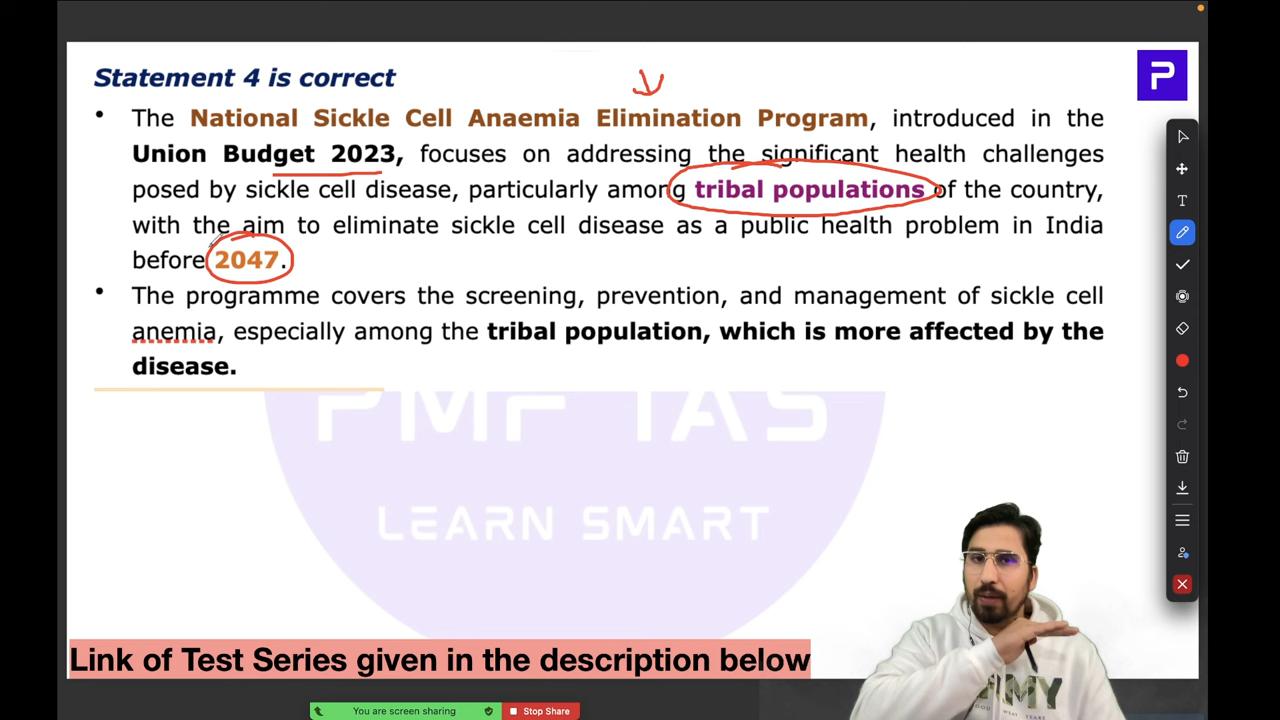 Statement 4 is correct
• The National Sickle Cell Anaemia Elimination Program, introduced in the
Union Budget 2023, focuses on addressing the significant health challenges
posed by sickle cell disease, particularly among tribal populations of the country,
with the aim to eliminate sickle cell disease as a public health problem in India
before 2047.
• The programme covers the screening, prevention, and management of sickle cell
anemia, especially among the tribal population, which is more affected by the
disease.
PMF IAS
LEARN SMART
Link of Test Series given in the description below
You are screen sharing
Stop Share